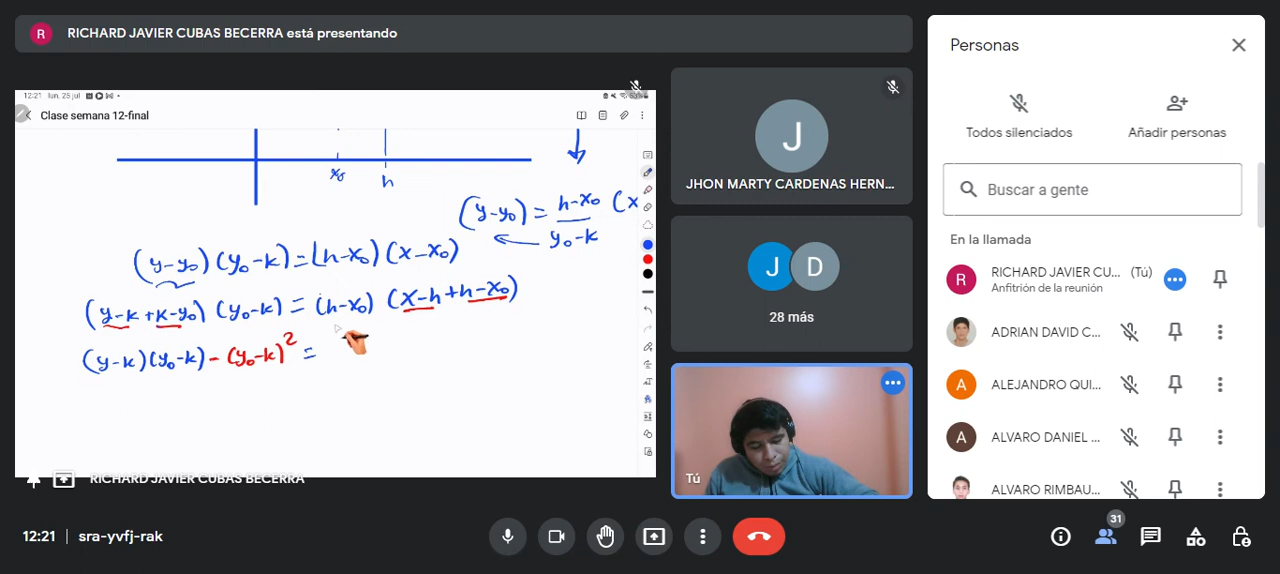 R RICHARD JAVIER CUBAS BECERRA está presentando
12:21 lun, 25 jul
Clase semana 12-final
x₀
h
(y-y₀) = h-x₀ (x
y₀-k
(y-y₀)(y₀-k)=(h-x₀)(x-x₀)
(y-k+k-y₀)(y₀-k)=(h-x₀)(x-h+h-x₀)
(y-k)(y₀-k)-(y₀-k)² =
RICHARD JAVIER CUBAS BECERRA
J
JHON MARTY CARDENAS HERN...
J D
28 más
Tú
Personas
Todos silenciados
Añadir personas
Buscar a gente
En la llamada
R RICHARD JAVIER CU... (Tú)
Anfitrión de la reunión
ADRIAN DAVID C...
A ALEJANDRO QUI...
A ALVARO DANIEL ...
ALVARO RIMBAU...
12:21 | sra-yvfj-rak
31